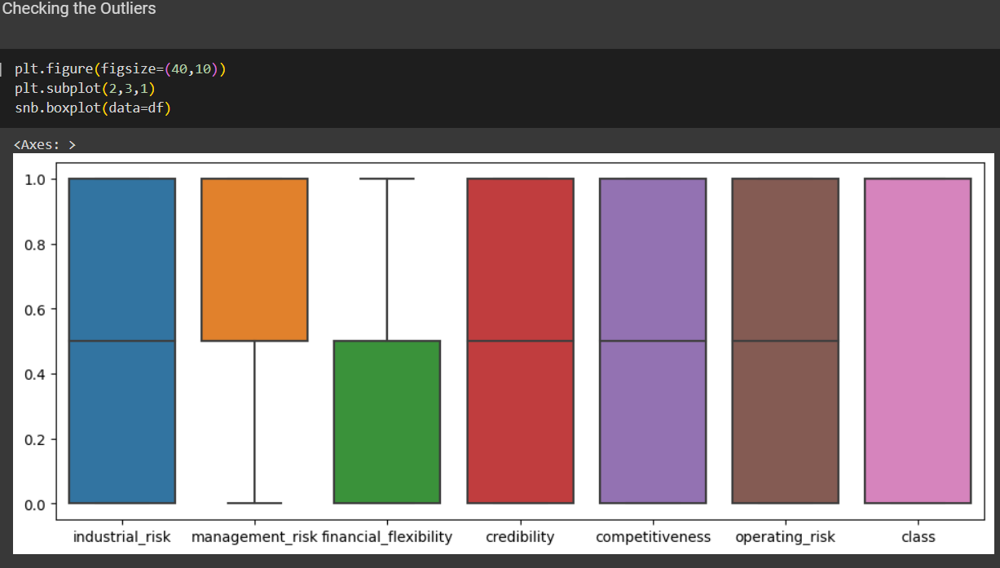 Checking the Outliers
plt.figure(figsize=(40,10))
plt.subplot(2,3,1)
snb.boxplot(data=df)
<Axes: >
1.0
0.8
0.6
0.4
0.2
0.0
industrial_risk management_risk financial_flexibility credibility competitiveness operating_risk class